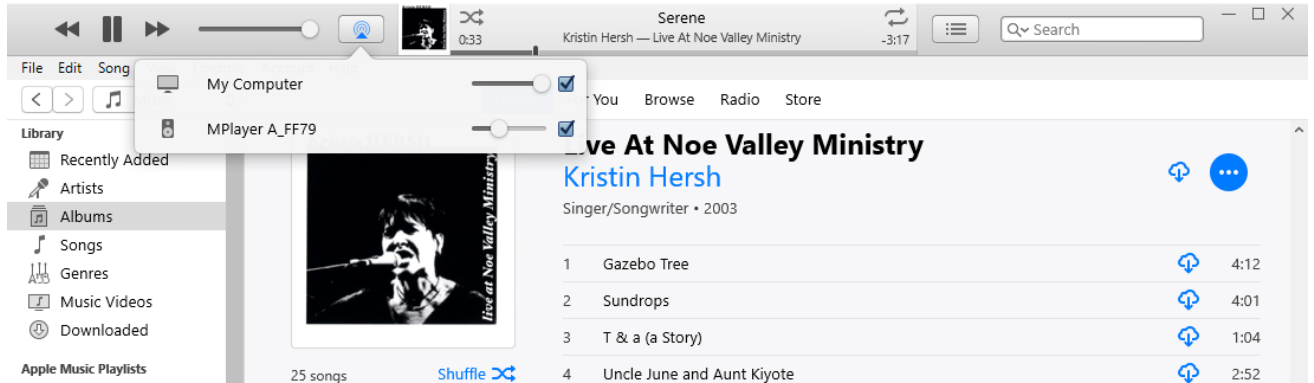 Serene
0:33
Kristin Hersh — Live At Noe Valley Ministry
-3:17
Search
File Edit Song
My Computer
MPlayer A_FF79
You Browse Radio Store
Library
Recently Added
Artists
Albums
Songs
Genres
Music Videos
Downloaded
Apple Music Playlists
Kristin HERSH
live at Noe Valley Ministry
25 songs
Shuffle
Live At Noe Valley Ministry
Kristin Hersh
Singer/Songwriter • 2003
1 Gazebo Tree 4:12
2 Sundrops 4:01
3 T & a (a Story) 1:04
4 Uncle June and Aunt Kiyote 2:52